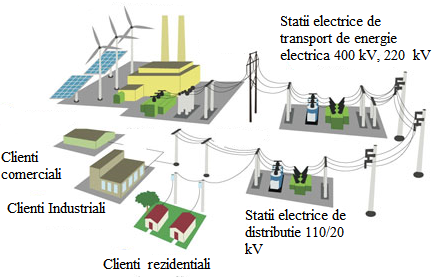 Statii electrice de
transport de energie
electrica 400 kV, 220 kV
Clienti
comerciali
Clienti Industriali
Statii electrice de
distributie 110/20
kV
Clienti rezidentiali